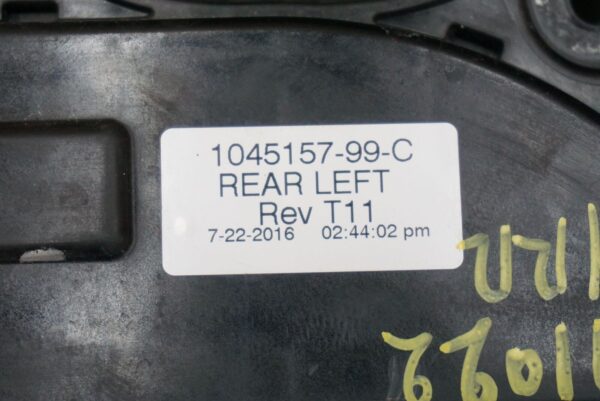 1045157-99-C
REAR LEFT
Rev T11
7-22-2016 02:44:02 pm